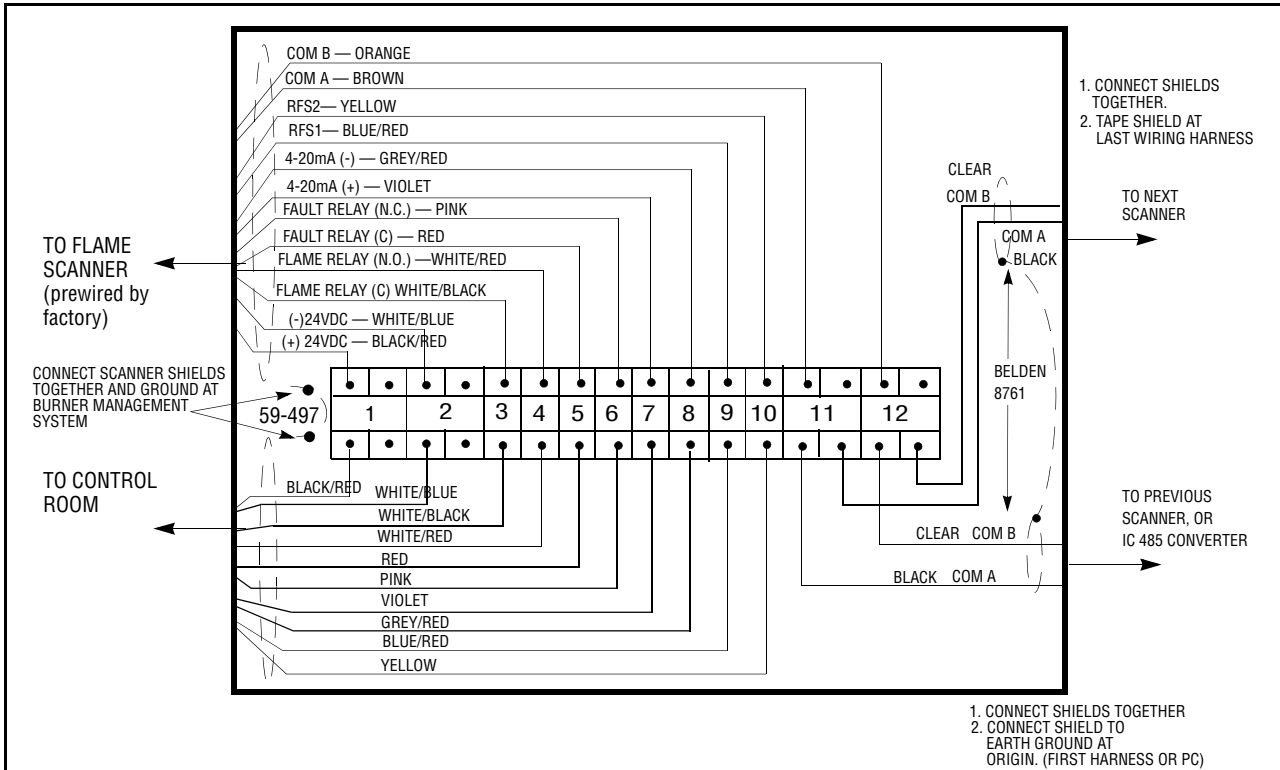 COM B — ORANGE
COM A — BROWN
RFS2— YELLOW
RFS1— BLUE/RED
4-20mA (-) — GREY/RED
4-20mA (+) — VIOLET
FAULT RELAY (N.C.) — PINK
FAULT RELAY (C) — RED
FLAME RELAY (N.O.) —WHITE/RED
FLAME RELAY (C) WHITE/BLACK
(-)24VDC — WHITE/BLUE
(+) 24VDC — BLACK/RED
TO FLAME
SCANNER
(prewired by
factory)
CONNECT SCANNER SHIELDS
TOGETHER AND GROUND AT
BURNER MANAGEMENT
SYSTEM
59-497
1 2 3 4 5 6 7 8 9 10 11 12
TO CONTROL
ROOM
BLACK/RED
WHITE/BLUE
WHITE/BLACK
WHITE/RED
RED
PINK
VIOLET
GREY/RED
BLUE/RED
YELLOW
1. CONNECT SHIELDS
TOGETHER.
2. TAPE SHIELD AT
LAST WIRING HARNESS
CLEAR
COM B
COM A
BLACK
TO NEXT
SCANNER
BELDEN
8761
CLEAR COM B
BLACK COM A
TO PREVIOUS
SCANNER, OR
IC 485 CONVERTER
1. CONNECT SHIELDS TOGETHER
2. CONNECT SHIELD TO
EARTH GROUND AT
ORIGIN. (FIRST HARNESS OR PC)